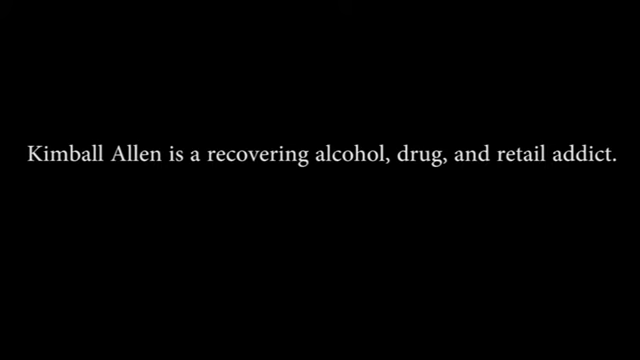 Kimball Allen is a recovering alcohol, drug, and retail addict.